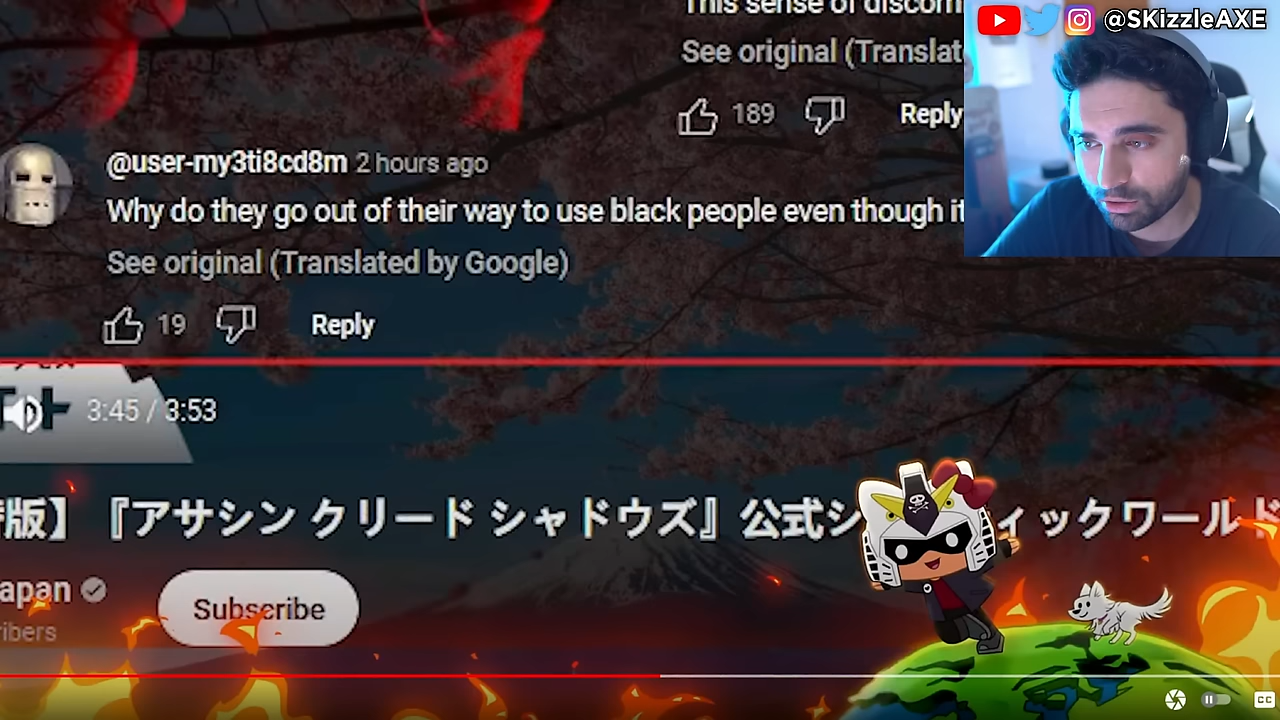 This sense of discom
See original (Translat
@SKizzleAXE
189
Reply
@user-my3ti8cd8m 2 hours ago
Why do they go out of their way to use black people even though it
See original (Translated by Google)
19
Reply
3:45 / 3:53
版】『アサシン クリード シャドウズ』公式シ ィックワールド
apan
Subscribe
ribers
CC